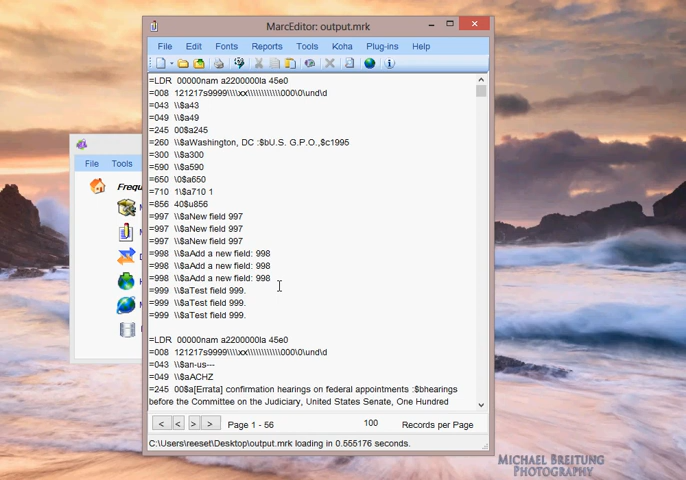 MarcEditor: output.mrk
File Edit Fonts Reports Tools Koha Plug-ins Help
=LDR 00000nam a2200000Ia 45e0
=008 121217s9999\\\\xx\\\\\\\\\\\\000\0\und\d
=043 \\$a43
=049 \\$a49
=245 00$a245
=260 \\$aWashington, DC :$bU.S. G.P.O.,$c1995
=300 \\$a300
=590 \\$a590
=650 \0$a650
=710 1\$a710 1
=856 40$u856
=997 \\$aNew field 997
=997 \\$aNew field 997
=997 \\$aNew field 997
=998 \\$aAdd a new field: 998
=998 \\$aAdd a new field: 998
=998 \\$aAdd a new field: 998
=999 \\$aTest field 999.
=999 \\$aTest field 999.
=999 \\$aTest field 999.
=LDR 00000nam a2200000Ia 45e0
=008 121217s9999\\\\xx\\\\\\\\\\\\000\0\und\d
=043 \\$an-us---
=049 \\$aACHZ
=245 00$a[Errata] confirmation hearings on federal appointments :$bhearings
before the Committee on the Judiciary, United States Senate, One Hundred
< < > > Page 1 - 56 100 Records per Page
C:\Users\reeset\Desktop\output.mrk loading in 0.555176 seconds.
File Tools
Frequ
MICHAEL BREITUNG
PHOTOGRAPHY